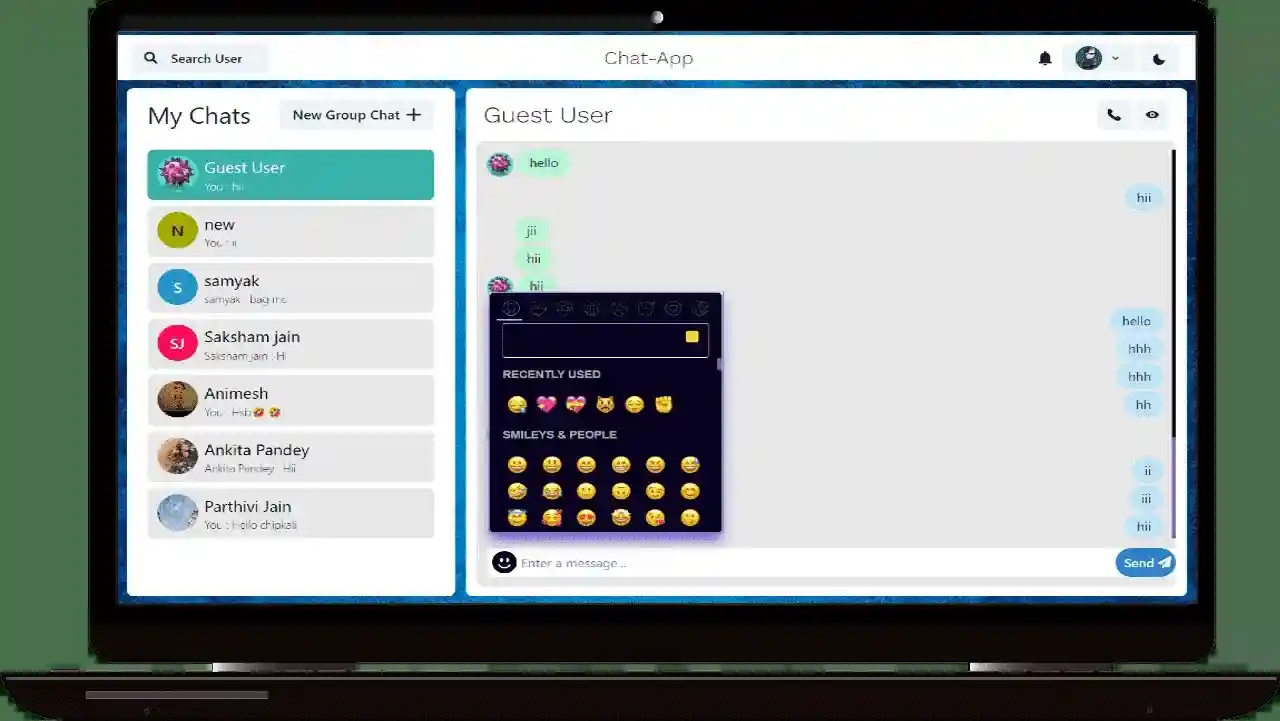 Search User
Chat-App
My Chats
New Group Chat +
Guest User
You : hii
new
You : ii
samyak
samyak : bag mc
Saksham jain
Saksham jain : Hi
Animesh
You : Hsb🤣🤣
Ankita Pandey
Ankita Pandey : Hii
Parthivi Jain
You : Hello chipkali
Guest User
hello
hii
jii
hii
hii
hello
hhh
hhh
hh
ii
iii
hii
RECENTLY USED
SMILEYS & PEOPLE
Enter a message...
Send
N
S
SJ